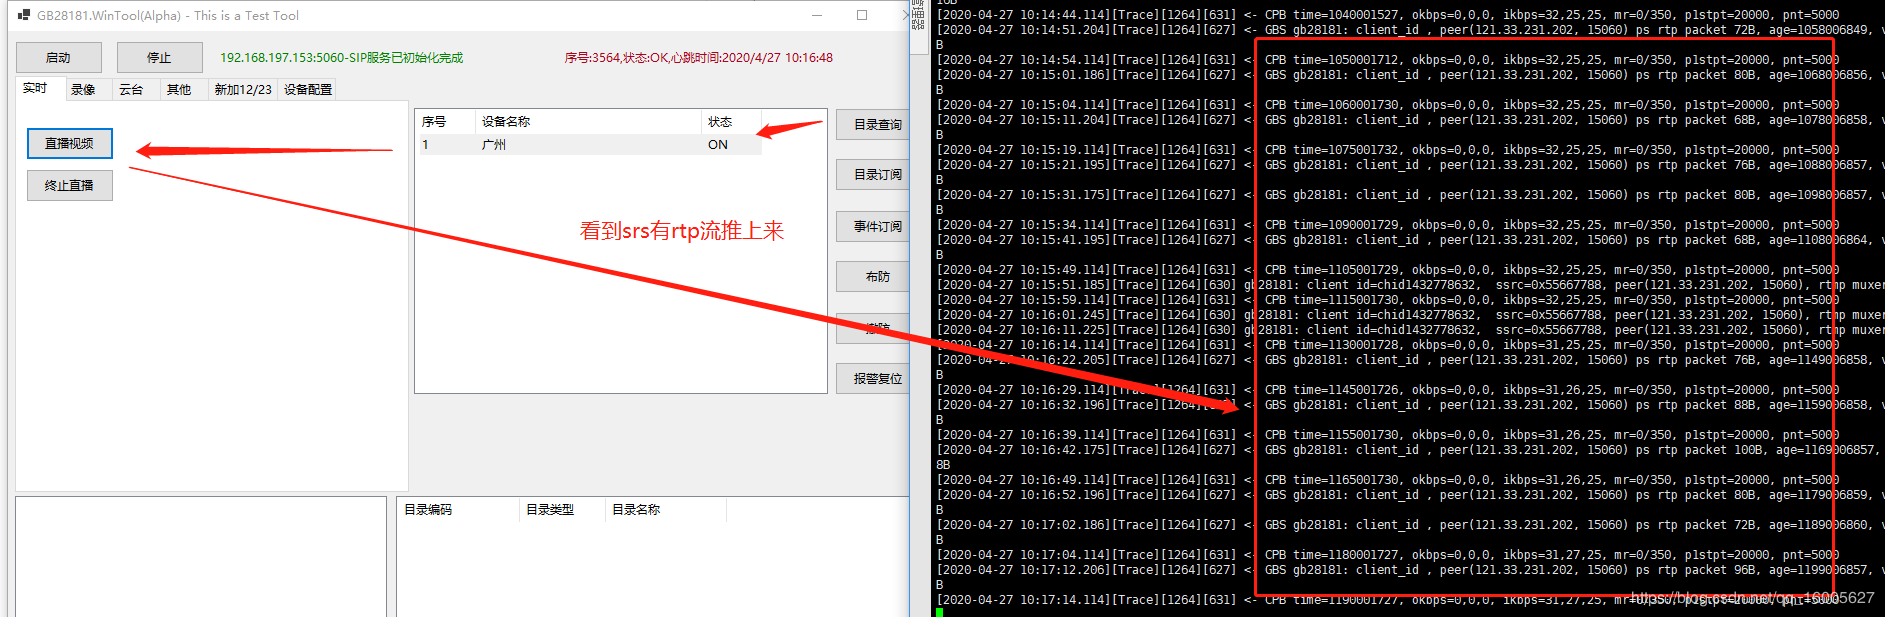 GB28181.WinTool(Alpha) - This is a Test Tool
启动
停止
192.168.197.153:5060-SIP服务已初始化完成
序号:3564,状态:OK,心跳时间:2020/4/27 10:16:48
实时
录像
云台
其他
新加12/23
设备配置
直播视频
终止直播
序号 设备名称 状态
1 广州 ON
看到srs有rtp流推上来
目录查询
目录订阅
事件订阅
布防
报警复位
目录编码 目录类型 目录名称
管理器
[2020-04-27 10:14:44.114][Trace][1264][631] <- CPB time=1040001527, okbps=0,0,0, ikbps=32,25,25, mr=0/350, p1stpt=20000, pnt=5000
[2020-04-27 10:14:51.204][Trace][1264][627] <- GBS gb28181: client_id , peer(121.33.231.202, 15060) ps rtp packet 72B, age=1058006849, v
B
[2020-04-27 10:14:54.114][Trace][1264][631] <- CPB time=1050001712, okbps=0,0,0, ikbps=32,25,25, mr=0/350, p1stpt=20000, pnt=5000
[2020-04-27 10:15:01.186][Trace][1264][627] <- GBS gb28181: client_id , peer(121.33.231.202, 15060) ps rtp packet 80B, age=1068006856, v
B
[2020-04-27 10:15:04.114][Trace][1264][631] <- CPB time=1060001730, okbps=0,0,0, ikbps=32,25,25, mr=0/350, p1stpt=20000, pnt=5000
[2020-04-27 10:15:11.204][Trace][1264][627] <- GBS gb28181: client_id , peer(121.33.231.202, 15060) ps rtp packet 68B, age=1078006858, v
B
[2020-04-27 10:15:19.114][Trace][1264][631] <- CPB time=1075001732, okbps=0,0,0, ikbps=32,25,25, mr=0/350, p1stpt=20000, pnt=5000
[2020-04-27 10:15:21.195][Trace][1264][627] <- GBS gb28181: client_id , peer(121.33.231.202, 15060) ps rtp packet 76B, age=1088006857, v
B
[2020-04-27 10:15:31.175][Trace][1264][627] <- GBS gb28181: client_id , peer(121.33.231.202, 15060) ps rtp packet 80B, age=1098006857, v
B
[2020-04-27 10:15:34.114][Trace][1264][631] <- CPB time=1090001729, okbps=0,0,0, ikbps=32,25,25, mr=0/350, p1stpt=20000, pnt=5000
[2020-04-27 10:15:41.195][Trace][1264][627] <- GBS gb28181: client_id , peer(121.33.231.202, 15060) ps rtp packet 68B, age=1108006864, v
B
[2020-04-27 10:15:49.114][Trace][1264][631] <- CPB time=1105001729, okbps=0,0,0, ikbps=32,25,25, mr=0/350, p1stpt=20000, pnt=5000
[2020-04-27 10:15:51.185][Trace][1264][630] gb28181: client id=chid1432778632,  ssrc=0x55667788, peer(121.33.231.202, 15060), rtmp muxer
[2020-04-27 10:15:59.114][Trace][1264][631] <- CPB time=1115001730, okbps=0,0,0, ikbps=32,25,25, mr=0/350, p1stpt=20000, pnt=5000
[2020-04-27 10:16:01.245][Trace][1264][630] gb28181: client id=chid1432778632,  ssrc=0x55667788, peer(121.33.231.202, 15060), rtmp muxer
[2020-04-27 10:16:11.225][Trace][1264][630] gb28181: client id=chid1432778632,  ssrc=0x55667788, peer(121.33.231.202, 15060), rtmp muxer
[2020-04-27 10:16:14.114][Trace][1264][631] <- CPB time=1130001728, okbps=0,0,0, ikbps=31,25,25, mr=0/350, p1stpt=20000, pnt=5000
[2020-04-27 10:16:22.205][Trace][1264][627] <- GBS gb28181: client_id , peer(121.33.231.202, 15060) ps rtp packet 76B, age=1149006858, v
B
[2020-04-27 10:16:29.114][Trace][1264][631] <- CPB time=1145001726, okbps=0,0,0, ikbps=31,26,25, mr=0/350, p1stpt=20000, pnt=5000
[2020-04-27 10:16:32.196][Trace][1264] <- GBS gb28181: client_id , peer(121.33.231.202, 15060) ps rtp packet 88B, age=1159006858, v
B
[2020-04-27 10:16:39.114][Trace][1264][631] <- CPB time=1155001730, okbps=0,0,0, ikbps=31,26,25, mr=0/350, p1stpt=20000, pnt=5000
[2020-04-27 10:16:42.175][Trace][1264][627] <- GBS gb28181: client_id , peer(121.33.231.202, 15060) ps rtp packet 100B, age=1169006857,
8B
[2020-04-27 10:16:49.114][Trace][1264][631] <- CPB time=1165001730, okbps=0,0,0, ikbps=31,26,25, mr=0/350, p1stpt=20000, pnt=5000
[2020-04-27 10:16:52.196][Trace][1264][627] <- GBS gb28181: client_id , peer(121.33.231.202, 15060) ps rtp packet 80B, age=1179006859, v
B
[2020-04-27 10:17:02.186][Trace][1264][627] <- GBS gb28181: client_id , peer(121.33.231.202, 15060) ps rtp packet 72B, age=1189006860, v
B
[2020-04-27 10:17:04.114][Trace][1264][631] <- CPB time=1180001727, okbps=0,0,0, ikbps=31,27,25, mr=0/350, p1stpt=20000, pnt=5000
[2020-04-27 10:17:12.206][Trace][1264][627] <- GBS gb28181: client_id , peer(121.33.231.202, 15060) ps rtp packet 96B, age=1199006857, v
B
[2020-04-27 10:17:14.114][Trace][1264][631] <- CPB time=1190001727, okbps=0,0,0, ikbps=31,27,25, mr=0/350, p1stpt=20000, pnt=5000
https://blog.csdn.net/qq_16005627